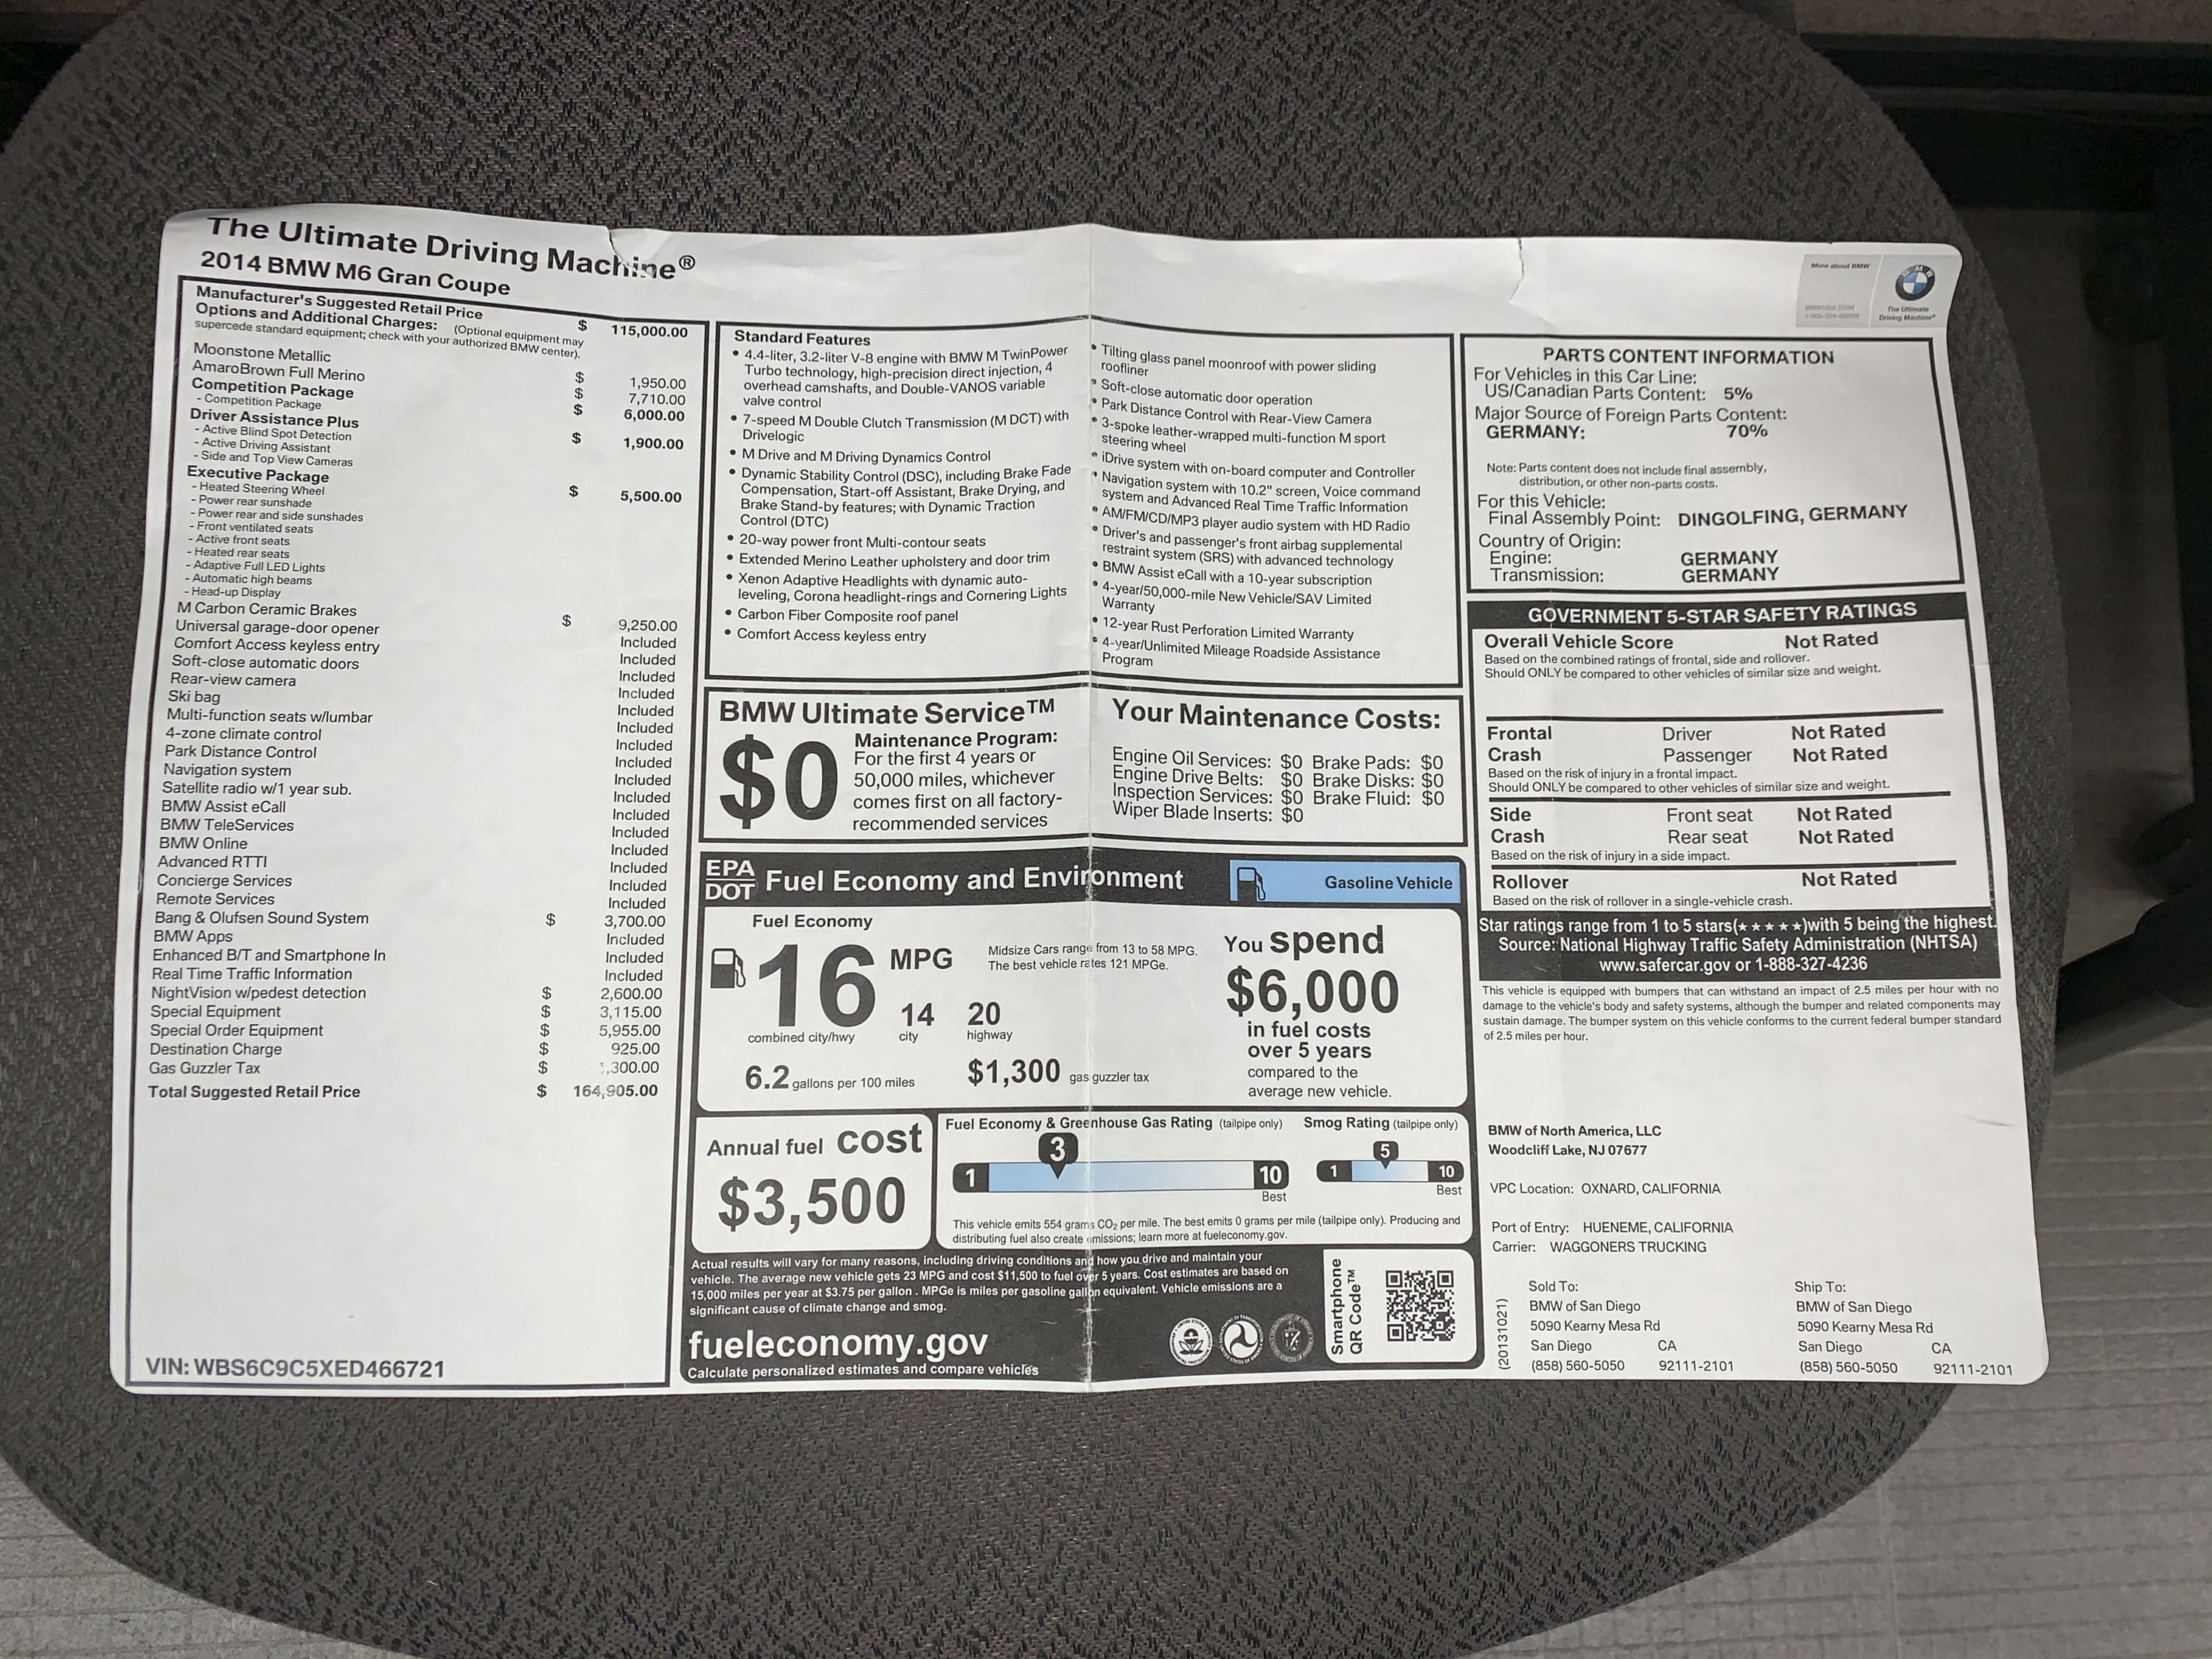 The Ultimate Driving Machine®
2014 BMW M6 Gran Coupe
Manufacturer's Suggested Retail Price $ 115,000.00
Options and Additional Charges: (Optional equipment may
supercede standard equipment; check with your authorized BMW center).
Moonstone Metallic $ 1,950.00
AmaroBrown Full Merino $ 7,710.00
Competition Package $ 6,000.00
- Competition Package
Driver Assistance Plus $ 1,900.00
- Active Blind Spot Detection
- Active Driving Assistant
- Side and Top View Cameras
Executive Package $ 5,500.00
- Heated Steering Wheel
- Power rear sunshade
- Power rear and side sunshades
- Front ventilated seats
- Active front seats
- Heated rear seats
- Adaptive Full LED Lights
- Automatic high beams
- Head-up Display
M Carbon Ceramic Brakes $ 9,250.00
Universal garage-door opener Included
Comfort Access keyless entry Included
Soft-close automatic doors Included
Rear-view camera Included
Ski bag Included
Multi-function seats w/lumbar Included
4-zone climate control Included
Park Distance Control Included
Navigation system Included
Satellite radio w/1 year sub. Included
BMW Assist eCall Included
BMW TeleServices Included
BMW Online Included
Advanced RTTI Included
Concierge Services Included
Remote Services Included
Bang & Olufsen Sound System $ 3,700.00
BMW Apps Included
Enhanced B/T and Smartphone In Included
Real Time Traffic Information Included
NightVision w/pedest detection $ 2,600.00
Special Equipment $ 3,115.00
Special Order Equipment $ 5,955.00
Destination Charge $ 925.00
Gas Guzzler Tax $ 1,300.00
Total Suggested Retail Price $ 164,905.00
VIN: WBS6C9C5XED466721
Standard Features
• 4.4-liter, 3.2-liter V-8 engine with BMW M TwinPower
Turbo technology, high-precision direct injection, 4
overhead camshafts, and Double-VANOS variable
valve control
• 7-speed M Double Clutch Transmission (M DCT) with
Drivelogic
• M Drive and M Driving Dynamics Control
• Dynamic Stability Control (DSC), including Brake Fade
Compensation, Start-off Assistant, Brake Drying, and
Brake Stand-by features; with Dynamic Traction
Control (DTC)
• 20-way power front Multi-contour seats
• Extended Merino Leather upholstery and door trim
• Xenon Adaptive Headlights with dynamic auto-
leveling, Corona headlight-rings and Cornering Lights
• Carbon Fiber Composite roof panel
• Comfort Access keyless entry
• Tilting glass panel moonroof with power sliding
roofliner
• Soft-close automatic door operation
• Park Distance Control with Rear-View Camera
• 3-spoke leather-wrapped multi-function M sport
steering wheel
• iDrive system with on-board computer and Controller
• Navigation system with 10.2" screen, Voice command
system and Advanced Real Time Traffic Information
• AM/FM/CD/MP3 player audio system with HD Radio
• Driver's and passenger's front airbag supplemental
restraint system (SRS) with advanced technology
• BMW Assist eCall with a 10-year subscription
• 4-year/50,000-mile New Vehicle/SAV Limited
Warranty
• 12-year Rust Perforation Limited Warranty
• 4-year/Unlimited Mileage Roadside Assistance
Program
BMW Ultimate Service™
$0
Maintenance Program:
For the first 4 years or
50,000 miles, whichever
comes first on all factory-
recommended services
Your Maintenance Costs:
Engine Oil Services: $0 Brake Pads: $0
Engine Drive Belts: $0 Brake Disks: $0
Inspection Services: $0 Brake Fluid: $0
Wiper Blade Inserts: $0
EPA
DOT Fuel Economy and Environment
Gasoline Vehicle
Fuel Economy
16 MPG
combined city/hwy
14
city
20
highway
Midsize Cars range from 13 to 58 MPG.
The best vehicle rates 121 MPGe.
6.2 gallons per 100 miles
$1,300 gas guzzler tax
You spend
$6,000
in fuel costs
over 5 years
compared to the
average new vehicle.
Annual fuel cost
$3,500
Fuel Economy & Greenhouse Gas Rating (tailpipe only)
3
1 10
Best
Smog Rating (tailpipe only)
5
1 10
Best
This vehicle emits 554 grams CO2 per mile. The best emits 0 grams per mile (tailpipe only). Producing and
distributing fuel also create emissions; learn more at fueleconomy.gov.
Actual results will vary for many reasons, including driving conditions and how you drive and maintain your
vehicle. The average new vehicle gets 23 MPG and cost $11,500 to fuel over 5 years. Cost estimates are based on
15,000 miles per year at $3.75 per gallon . MPGe is miles per gasoline gallon equivalent. Vehicle emissions are a
significant cause of climate change and smog.
fueleconomy.gov
Calculate personalized estimates and compare vehicles
Smartphone
QR Code™
More about BMW
BMWUSA.COM
The Ultimate
Driving Machine®
PARTS CONTENT INFORMATION
For Vehicles in this Car Line:
US/Canadian Parts Content: 5%
Major Source of Foreign Parts Content:
GERMANY: 70%
Note: Parts content does not include final assembly,
distribution, or other non-parts costs.
For this Vehicle:
Final Assembly Point: DINGOLFING, GERMANY
Country of Origin:
Engine: GERMANY
Transmission: GERMANY
GOVERNMENT 5-STAR SAFETY RATINGS
Overall Vehicle Score Not Rated
Based on the combined ratings of frontal, side and rollover.
Should ONLY be compared to other vehicles of similar size and weight.
Frontal Driver Not Rated
Crash Passenger Not Rated
Based on the risk of injury in a frontal impact.
Should ONLY be compared to other vehicles of similar size and weight.
Side Front seat Not Rated
Crash Rear seat Not Rated
Based on the risk of injury in a side impact.
Rollover Not Rated
Based on the risk of rollover in a single-vehicle crash.
Star ratings range from 1 to 5 stars(★★★★★)with 5 being the highest.
Source: National Highway Traffic Safety Administration (NHTSA)
www.safercar.gov or 1-888-327-4236
This vehicle is equipped with bumpers that can withstand an impact of 2.5 miles per hour with no
damage to the vehicle's body and safety systems, although the bumper and related components may
sustain damage. The bumper system on this vehicle conforms to the current federal bumper standard
of 2.5 miles per hour.
BMW of North America, LLC
Woodcliff Lake, NJ 07677
VPC Location: OXNARD, CALIFORNIA
Port of Entry: HUENEME, CALIFORNIA
Carrier: WAGGONERS TRUCKING
(20131021)
Sold To:
BMW of San Diego
5090 Kearny Mesa Rd
San Diego CA
(858) 560-5050 92111-2101
Ship To:
BMW of San Diego
5090 Kearny Mesa Rd
San Diego CA
(858) 560-5050 92111-2101